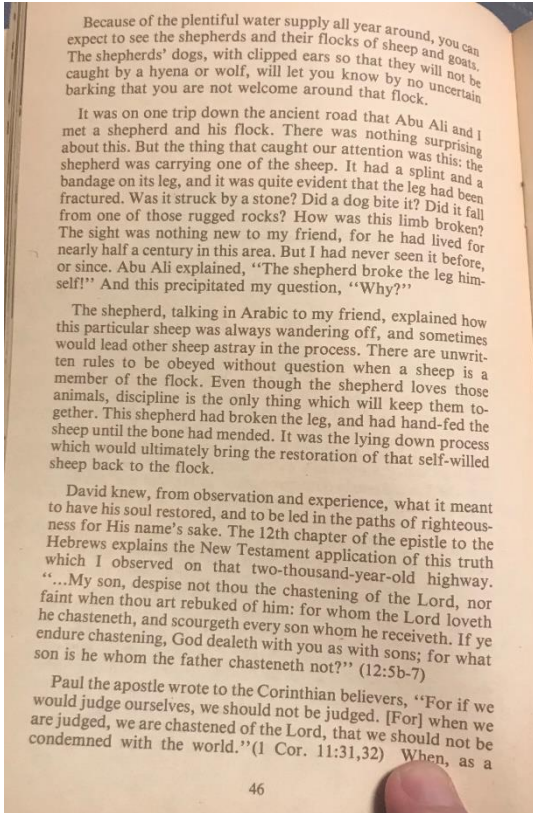 Because of the plentiful water supply all year around, you can
expect to see the shepherds and their flocks of sheep and goats.
The shepherds' dogs, with clipped ears so that they will not be
caught by a hyena or wolf, will let you know by no uncertain
barking that you are not welcome around that flock.
It was on one trip down the ancient road that Abu Ali and I
met a shepherd and his flock. There was nothing surprising
about this. But the thing that caught our attention was this: the
shepherd was carrying one of the sheep. It had a splint and a
bandage on its leg, and it was quite evident that the leg had been
fractured. Was it struck by a stone? Did a dog bite it? Did it fall
from one of those rugged rocks? How was this limb broken?
The sight was nothing new to my friend, for he had lived for
nearly half a century in this area. But I had never seen it before,
or since. Abu Ali explained, "The shepherd broke the leg him-
self!" And this precipitated my question, "Why?"
The shepherd, talking in Arabic to my friend, explained how
this particular sheep was always wandering off, and sometimes
would lead other sheep astray in the process. There are unwrit-
ten rules to be obeyed without question when a sheep is a
member of the flock. Even though the shepherd loves those
animals, discipline is the only thing which will keep them to-
gether. This shepherd had broken the leg, and had hand-fed the
sheep until the bone had mended. It was the lying down process
which would ultimately bring the restoration of that self-willed
sheep back to the flock.
David knew, from observation and experience, what it meant
to have his soul restored, and to be led in the paths of righteous-
ness for His name's sake. The 12th chapter of the epistle to the
Hebrews explains the New Testament application of this truth
which I observed on that two-thousand-year-old highway.
"...My son, despise not thou the chastening of the Lord, nor
faint when thou art rebuked of him: for whom the Lord loveth
he chasteneth, and scourgeth every son whom he receiveth. If ye
endure chastening, God dealeth with you as with sons; for what
son is he whom the father chasteneth not?" (12:5b-7)
Paul the apostle wrote to the Corinthian believers, "For if we
would judge ourselves, we should not be judged. [For] when we
are judged, we are chastened of the Lord, that we should not be
condemned with the world."(1 Cor. 11:31,32) When, as a
46